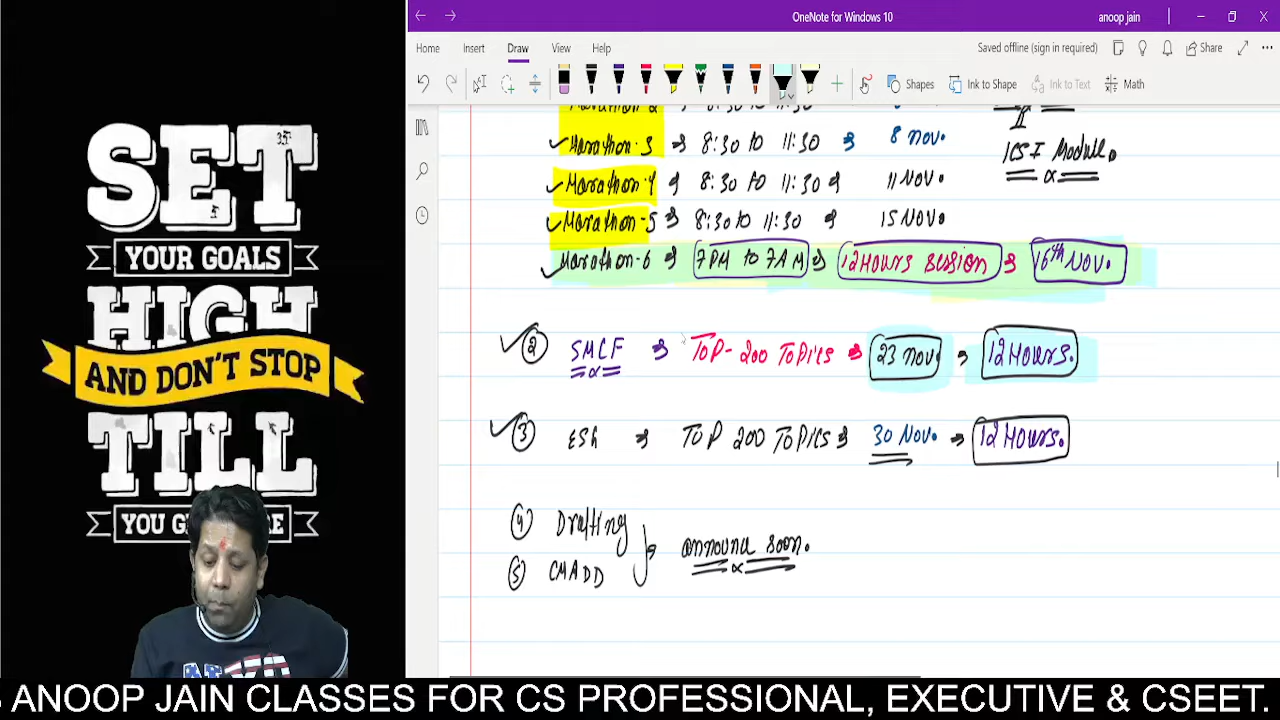 OneNote for Windows 10
anoop jain
Home Insert Draw View Help
Saved offline (sign in required)
Share
Shapes
Ink to Shape
Ink to Text
Math
SET
YOUR GOALS
HIGH
AND DON'T STOP
TILL
YOU
Marathon-3 8:30 to 11:30 8 Nov.
ICSI Module.
Marathon-4 8:30 to 11:30 11 Nov.
Marathon-5 8:30 to 11:30 15 Nov.
Marathon-6 7PM to 7AM 12 Hours Session 16th Nov.
2 SMCF TOP-200 Topics 23 Nov. 12 Hours.
3 TOP 200 Topics 30 Nov. 12 Hours.
4 Drafting
announce soon.
5 CMADD
ANOOP JAIN CLASSES FOR CS PROFESSIONAL, EXECUTIVE & CSEET.